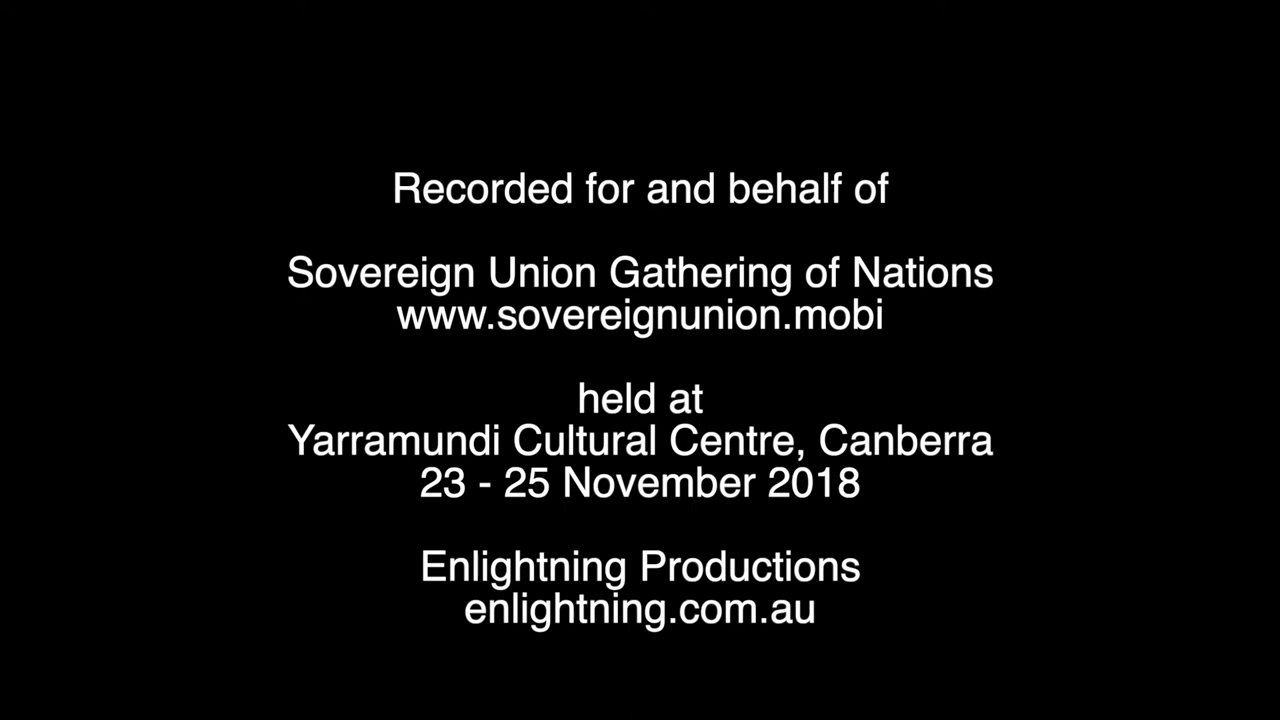 Recorded for and behalf of
Sovereign Union Gathering of Nations
www.sovereignunion.mobi
held at
Yarramundi Cultural Centre, Canberra
23 - 25 November 2018
Enlightning Productions
enlightning.com.au